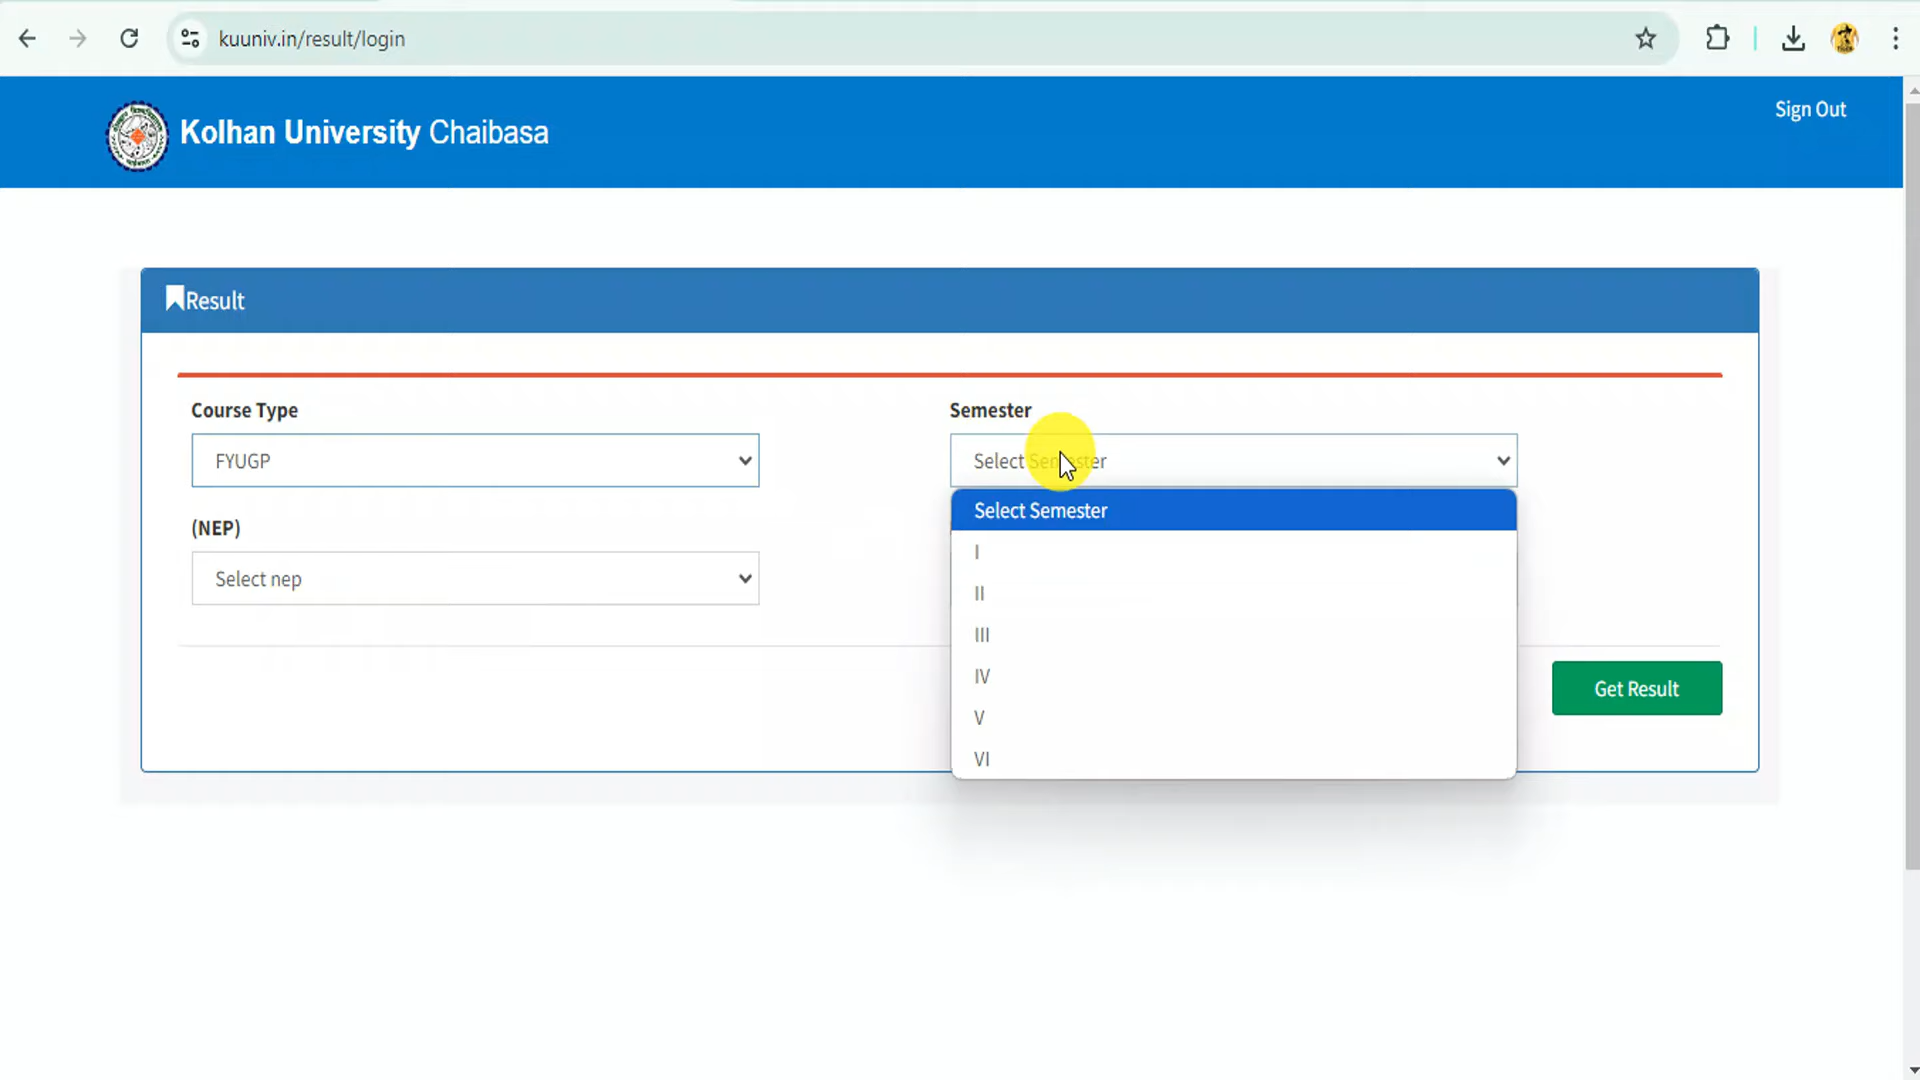 kuuniv.in/result/login
Kolhan University Chaibasa
Sign Out
Result
Course Type
Semester
FYUGP
Select Semester
(NEP)
Select nep
Select Semester
I
II
III
IV
V
VI
Get Result